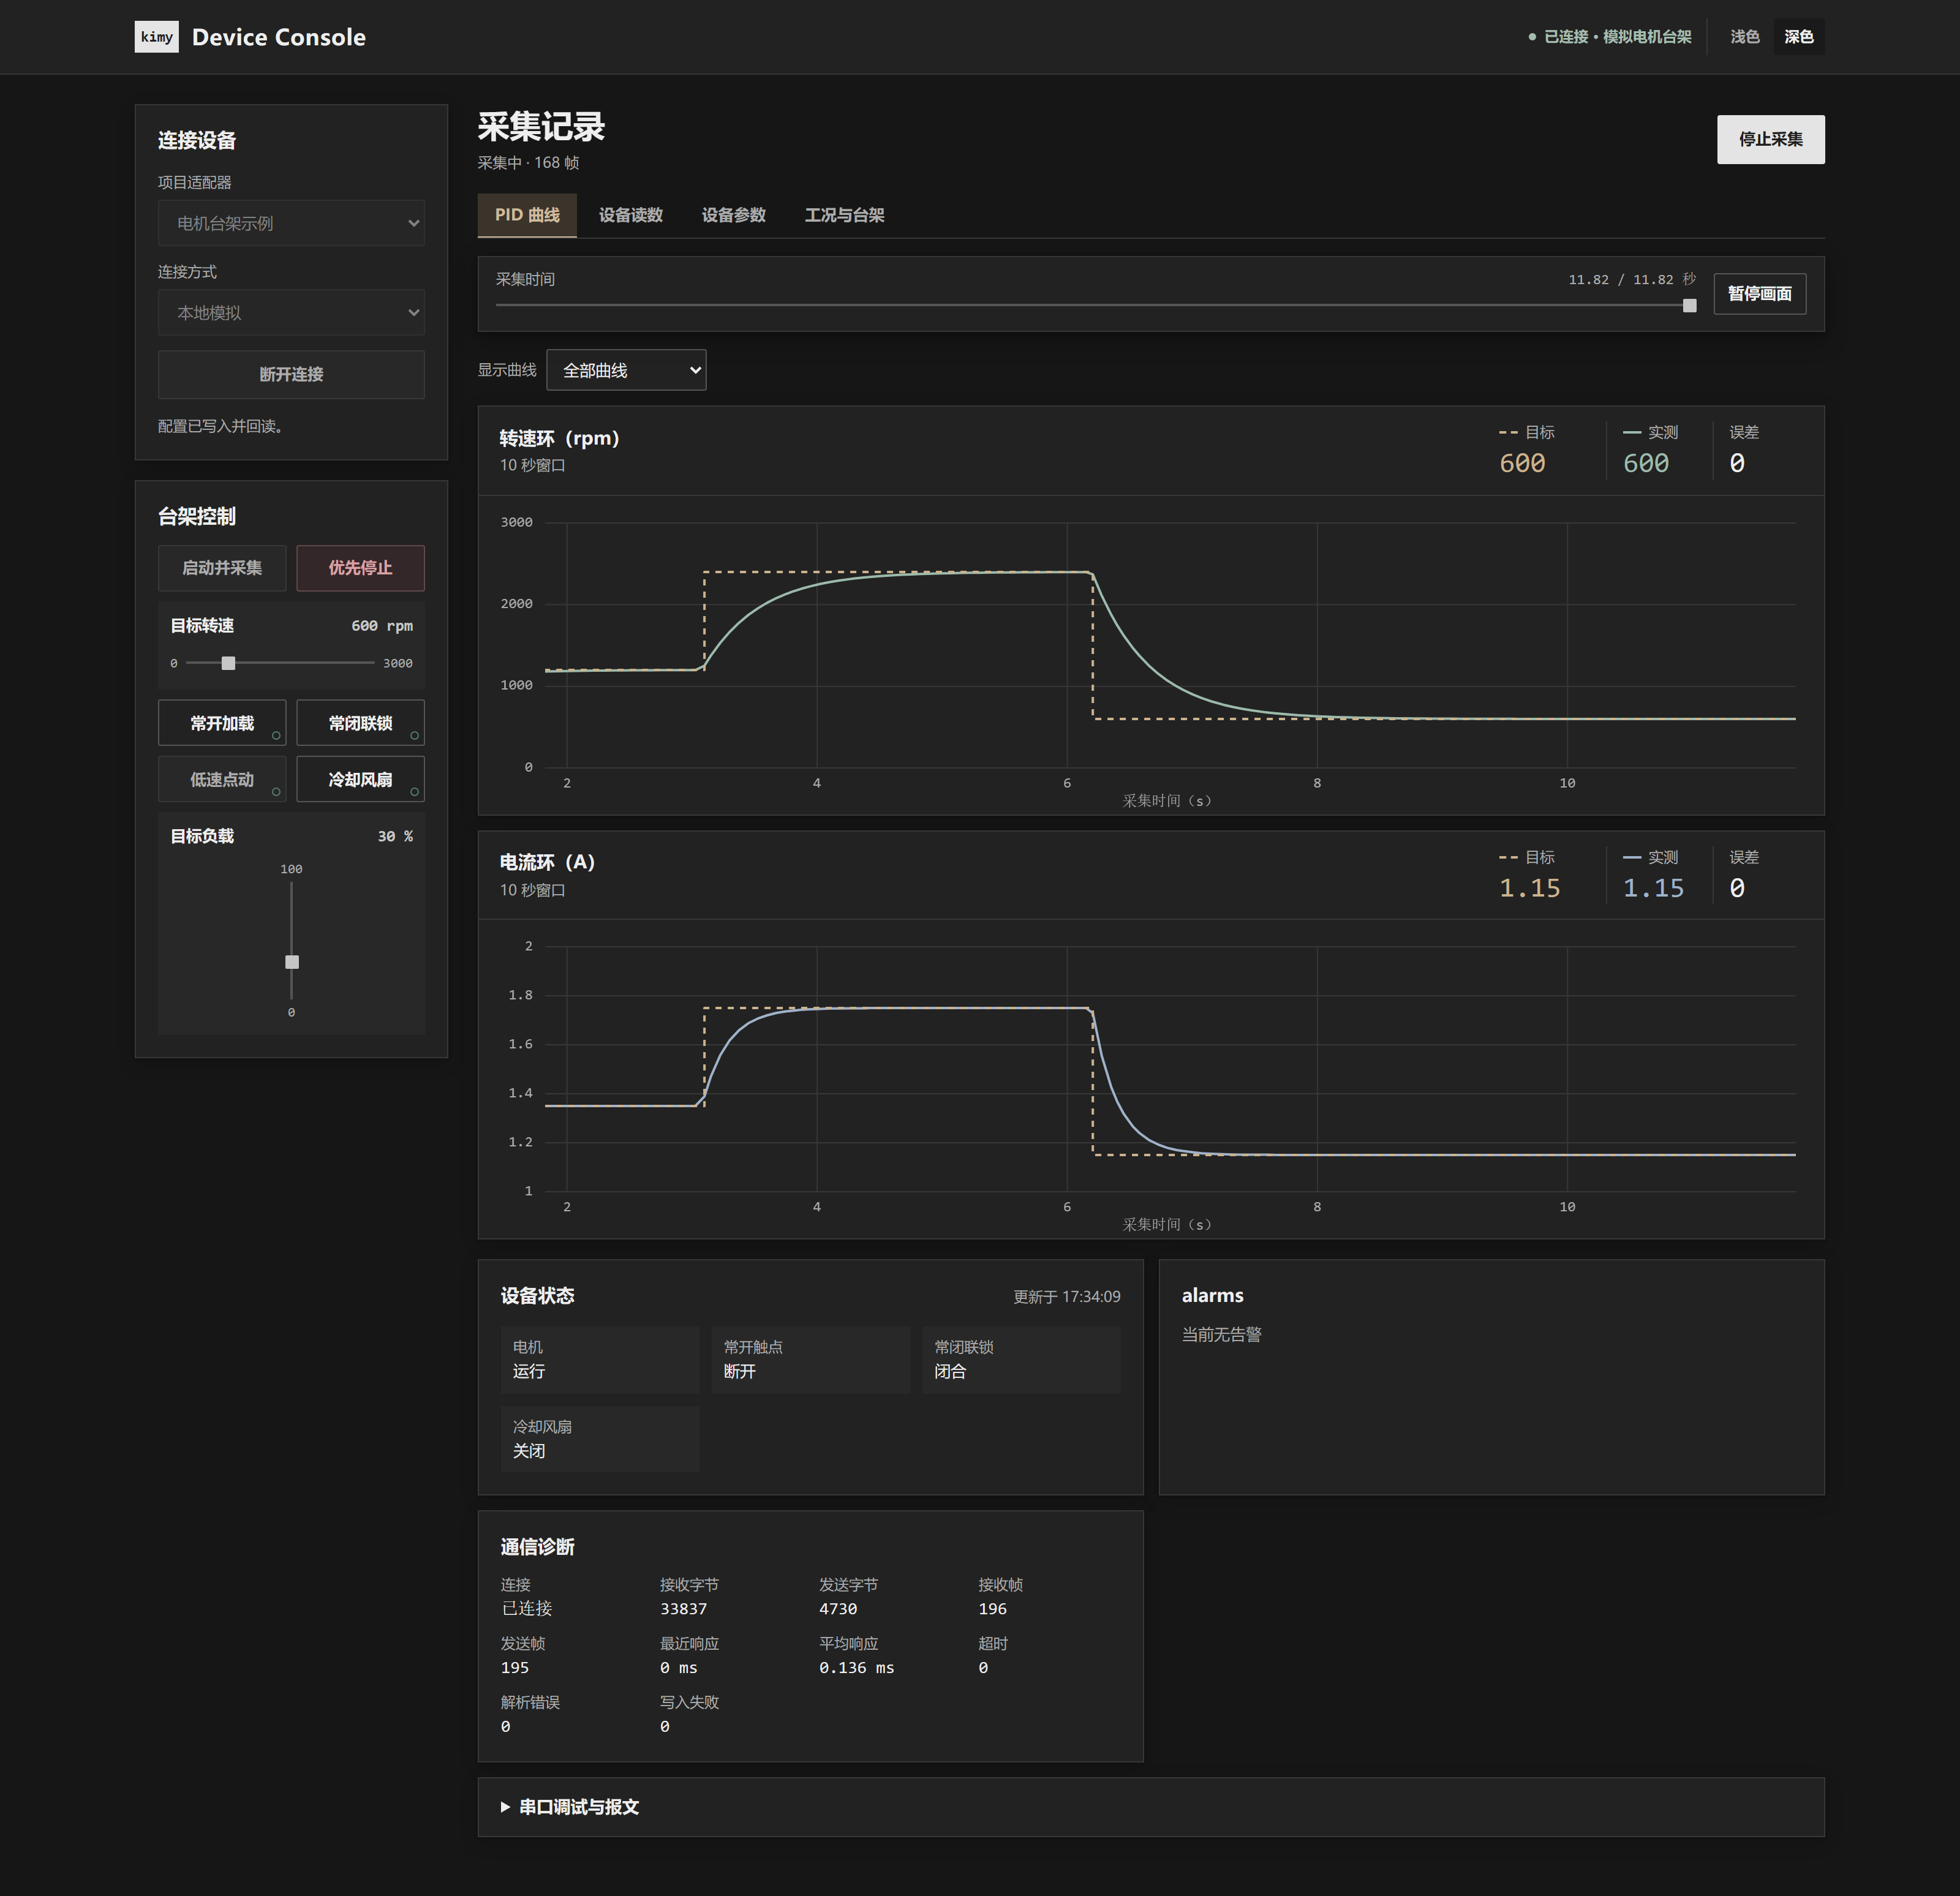 kimy Device Console
已连接 • 模拟电机台架
浅色 深色
连接设备
项目适配器
电机台架示例
连接方式
本地模拟
断开连接
配置已写入并回读。
台架控制
启动并采集 优先停止
目标转速 600 rpm
0 3000
常开加载 常闭联锁
低速点动 冷却风扇
目标负载 30 %
100
0
采集记录
采集中 · 168 帧
停止采集
PID 曲线 设备读数 设备参数 工况与台架
采集时间 11.82 / 11.82 秒
暂停画面
显示曲线 全部曲线
转速环（rpm）
10 秒窗口
目标 实测 误差
600 600 0
3000
2000
1000
0
2 4 6 8 10
采集时间（s）
电流环（A）
10 秒窗口
目标 实测 误差
1.15 1.15 0
2
1.8
1.6
1.4
1.2
1
2 4 6 8 10
采集时间（s）
设备状态 更新于 17:34:09
电机 常开触点 常闭联锁
运行 断开 闭合
冷却风扇
关闭
alarms
当前无告警
通信诊断
连接 接收字节 发送字节 接收帧
已连接 33837 4730 196
发送帧 最近响应 平均响应 超时
195 0 ms 0.136 ms 0
解析错误 写入失败
0 0
串口调试与报文